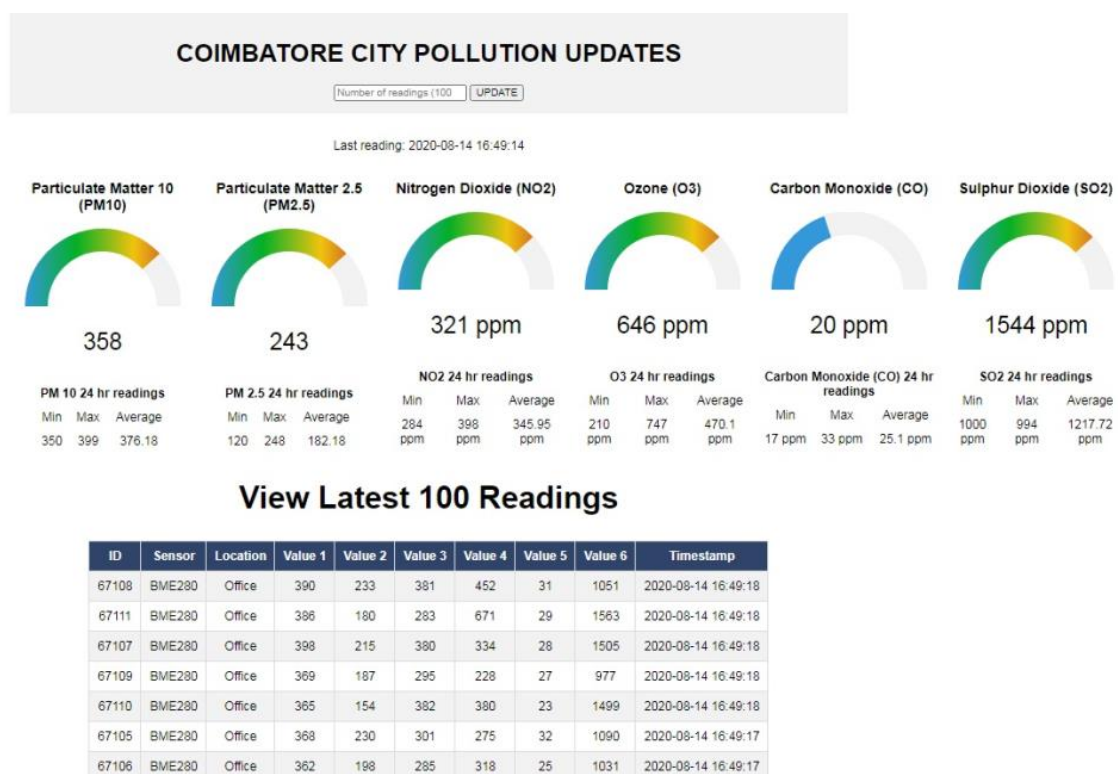 COIMBATORE CITY POLLUTION UPDATES
Number of readings (100 UPDATE
Last reading: 2020-08-14 16:49:14
Particulate Matter 10 (PM10)
358
PM 10 24 hr readings
Min Max Average
350 399 376.18
Particulate Matter 2.5 (PM2.5)
243
PM 2.5 24 hr readings
Min Max Average
120 248 182.18
Nitrogen Dioxide (NO2)
321 ppm
NO2 24 hr readings
Min Max Average
284 ppm 398 ppm 345.95 ppm
Ozone (O3)
646 ppm
O3 24 hr readings
Min Max Average
210 ppm 747 ppm 470.1 ppm
Carbon Monoxide (CO)
20 ppm
Carbon Monoxide (CO) 24 hr readings
Min Max Average
17 ppm 33 ppm 25.1 ppm
Sulphur Dioxide (SO2)
1544 ppm
SO2 24 hr readings
Min Max Average
1000 ppm 994 ppm 1217.72 ppm
View Latest 100 Readings
ID Sensor Location Value 1 Value 2 Value 3 Value 4 Value 5 Value 6 Timestamp
67108 BME280 Office 390 233 381 452 31 1051 2020-08-14 16:49:18
67111 BME280 Office 386 180 283 671 29 1563 2020-08-14 16:49:18
67107 BME280 Office 398 215 380 334 28 1505 2020-08-14 16:49:18
67109 BME280 Office 369 187 295 228 27 977 2020-08-14 16:49:18
67110 BME280 Office 365 154 382 380 23 1499 2020-08-14 16:49:18
67105 BME280 Office 368 230 301 275 32 1090 2020-08-14 16:49:17
67106 BME280 Office 362 198 285 318 25 1031 2020-08-14 16:49:17